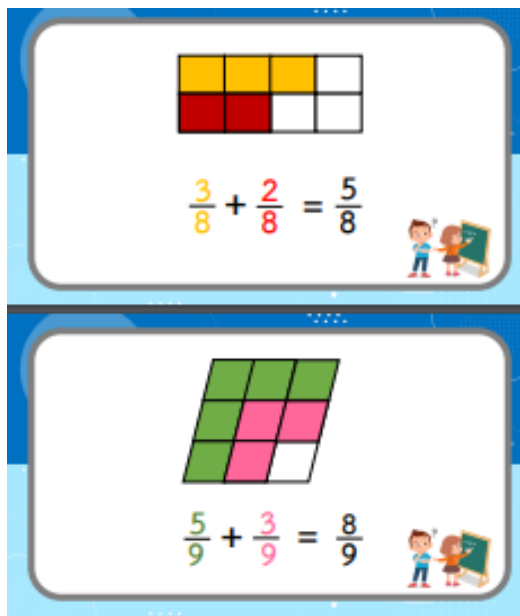 3/8 + 2/8 = 5/8
5/9 + 3/9 = 8/9